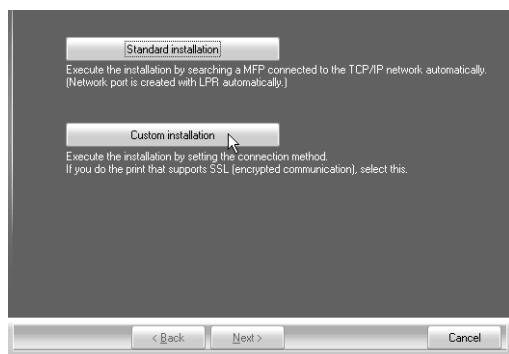 Standard installation
Execute the installation by searching a MFP connected to the TCP/IP network automatically.
(Network port is created with LPR automatically.)
Custom installation
Execute the installation by setting the connection method.
If you do the print that supports SSL (encrypted communication), select this.
< Back
Next >
Cancel